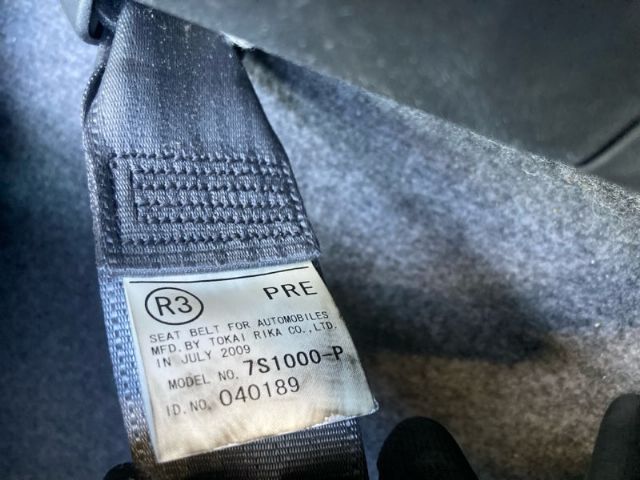 R3 PRE
SEAT BELT FOR AUTOMOBILES
MFD.BY TOKAI RIKA CO.,LTD.
IN JULY 2009
MODEL NO. 7S1000-P
I D. NO. 040189